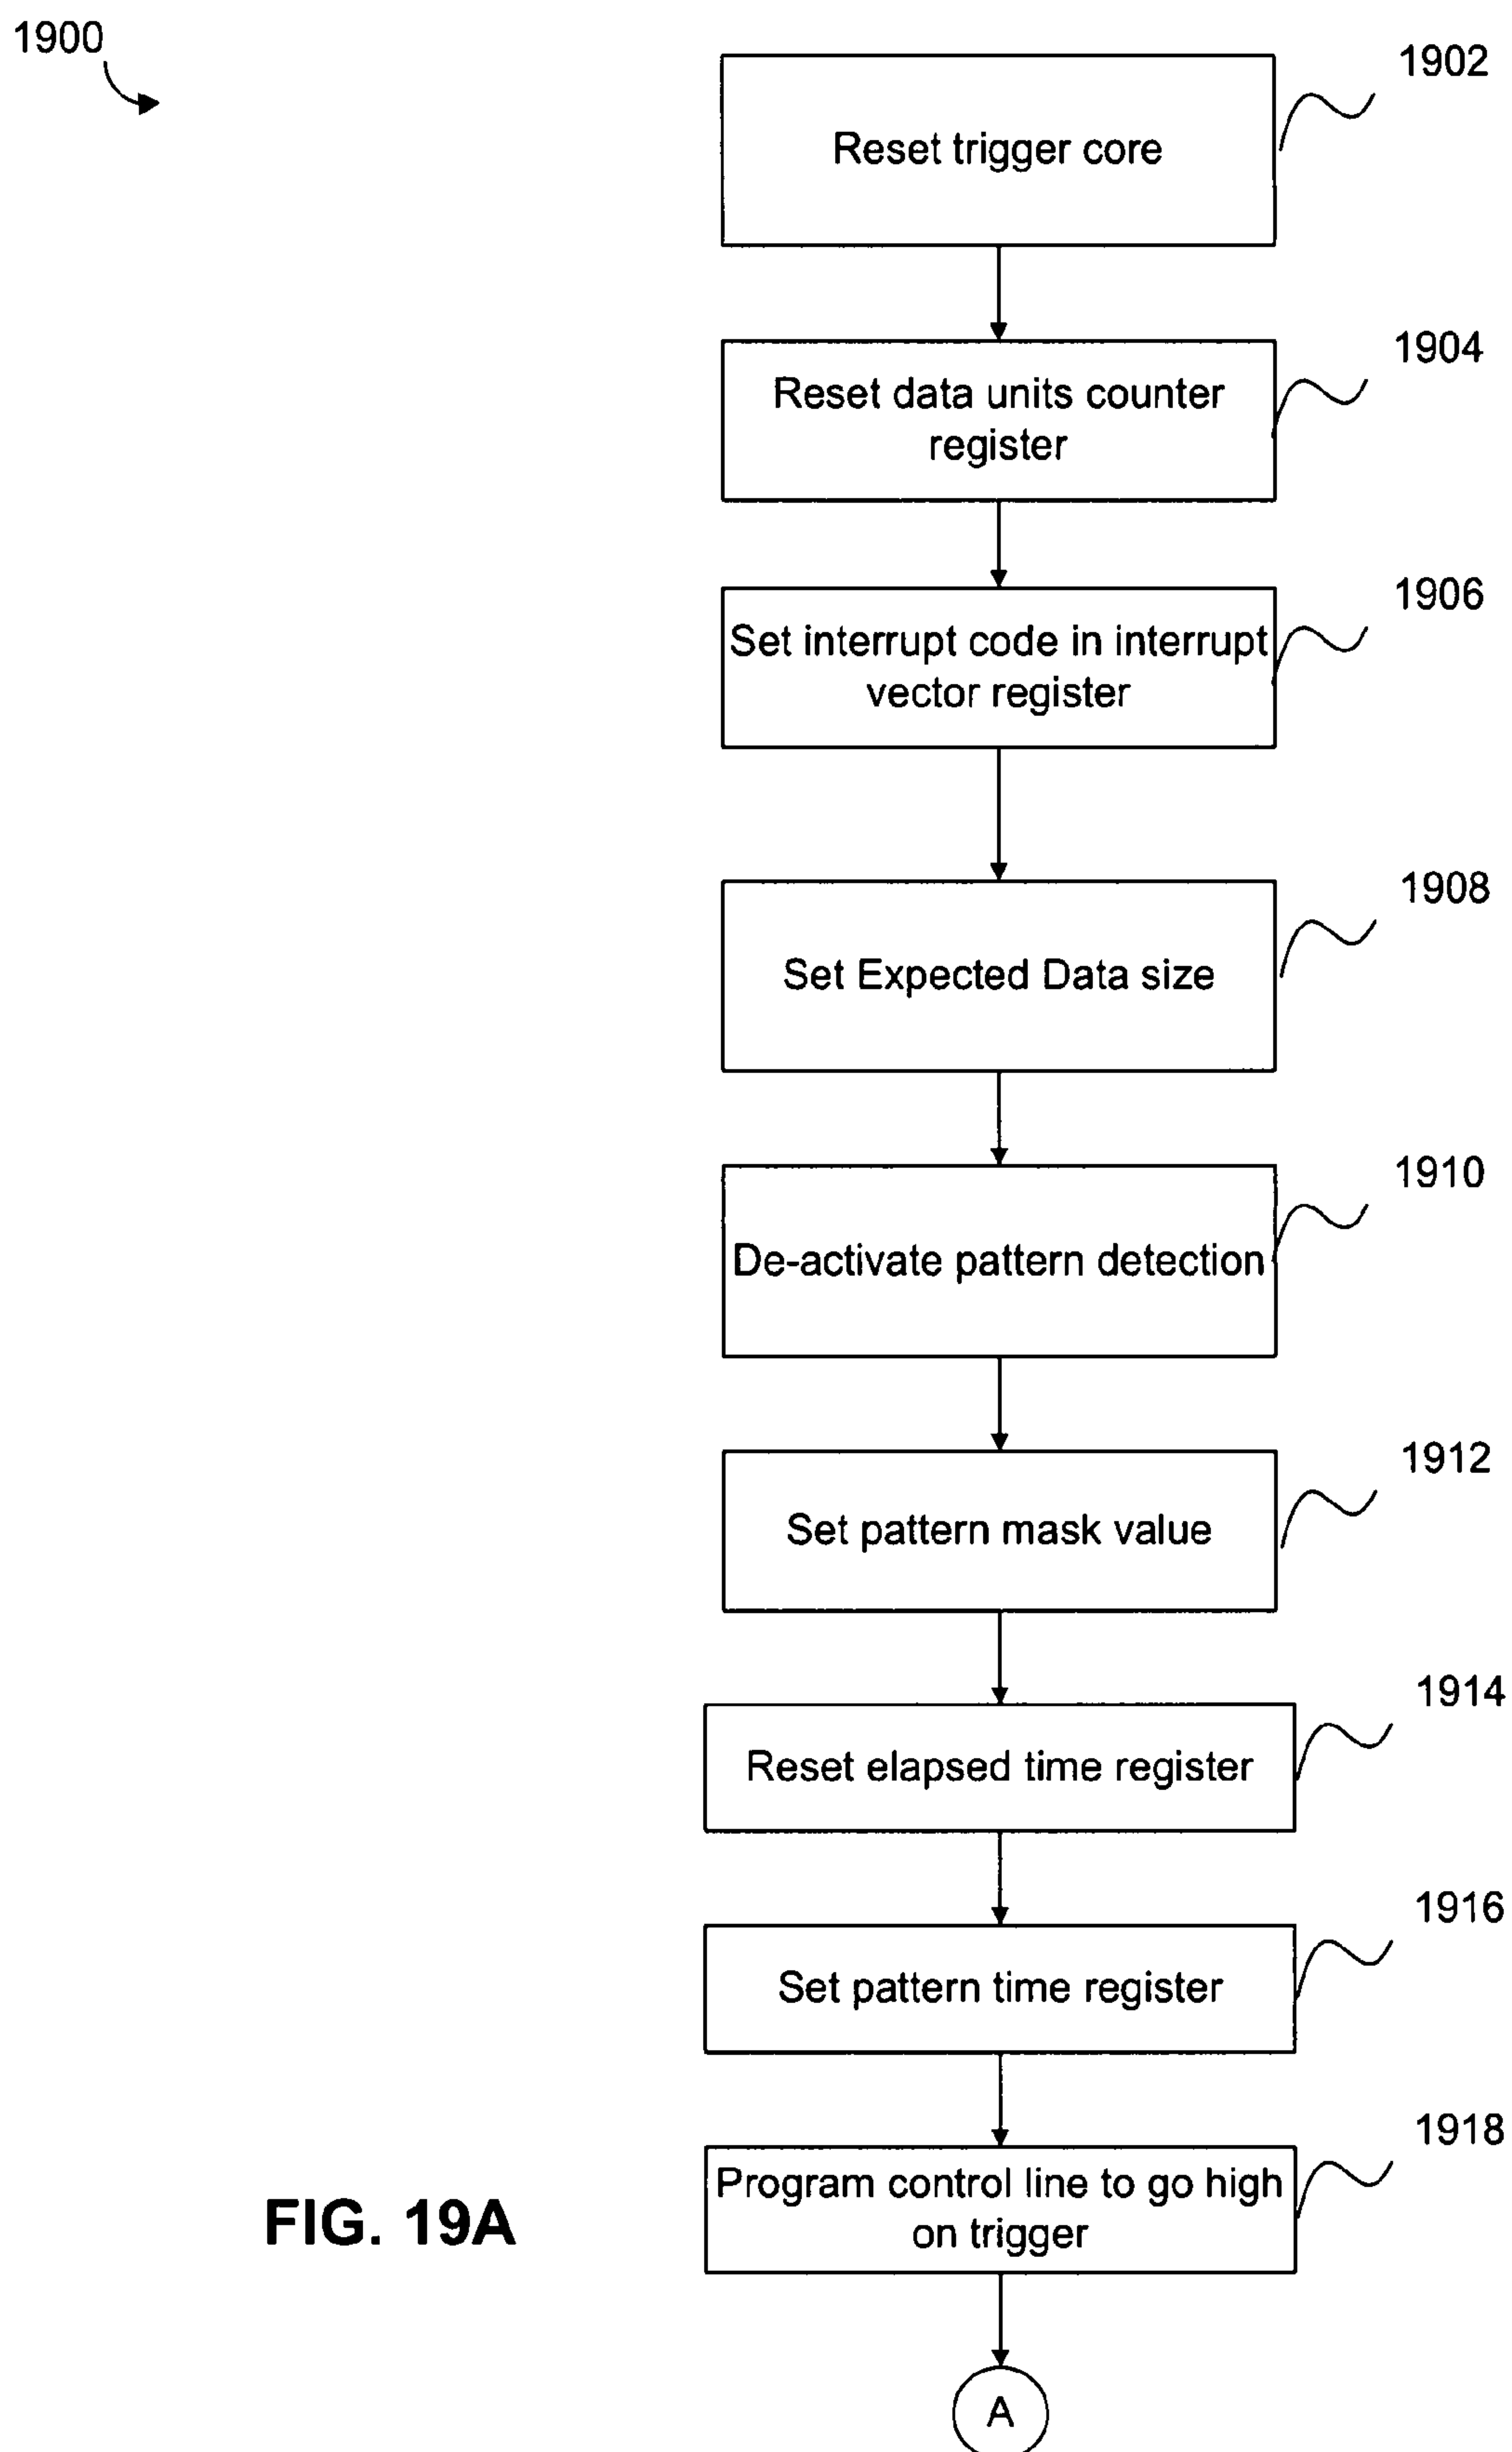 1900
1902
Reset trigger core
1904
Reset data units counter
register
1906
Set interrupt code in interrupt
vector register
1908
Set Expected Data size
1910
De-activate pattern detection
1912
Set pattern mask value
1914
Reset elapsed time register
1916
Set pattern time register
1918
Program control line to go high
on trigger
FIG. 19A
A